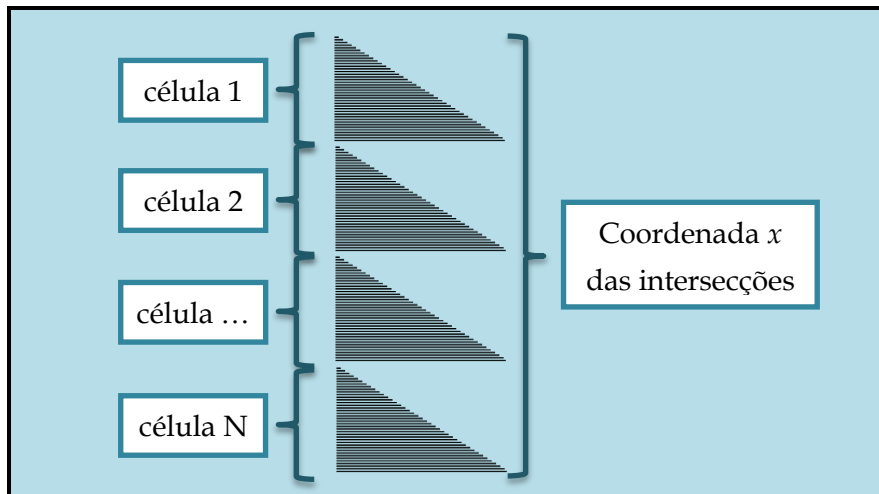 célula 1
célula 2
célula …
célula N
Coordenada x
das intersecções